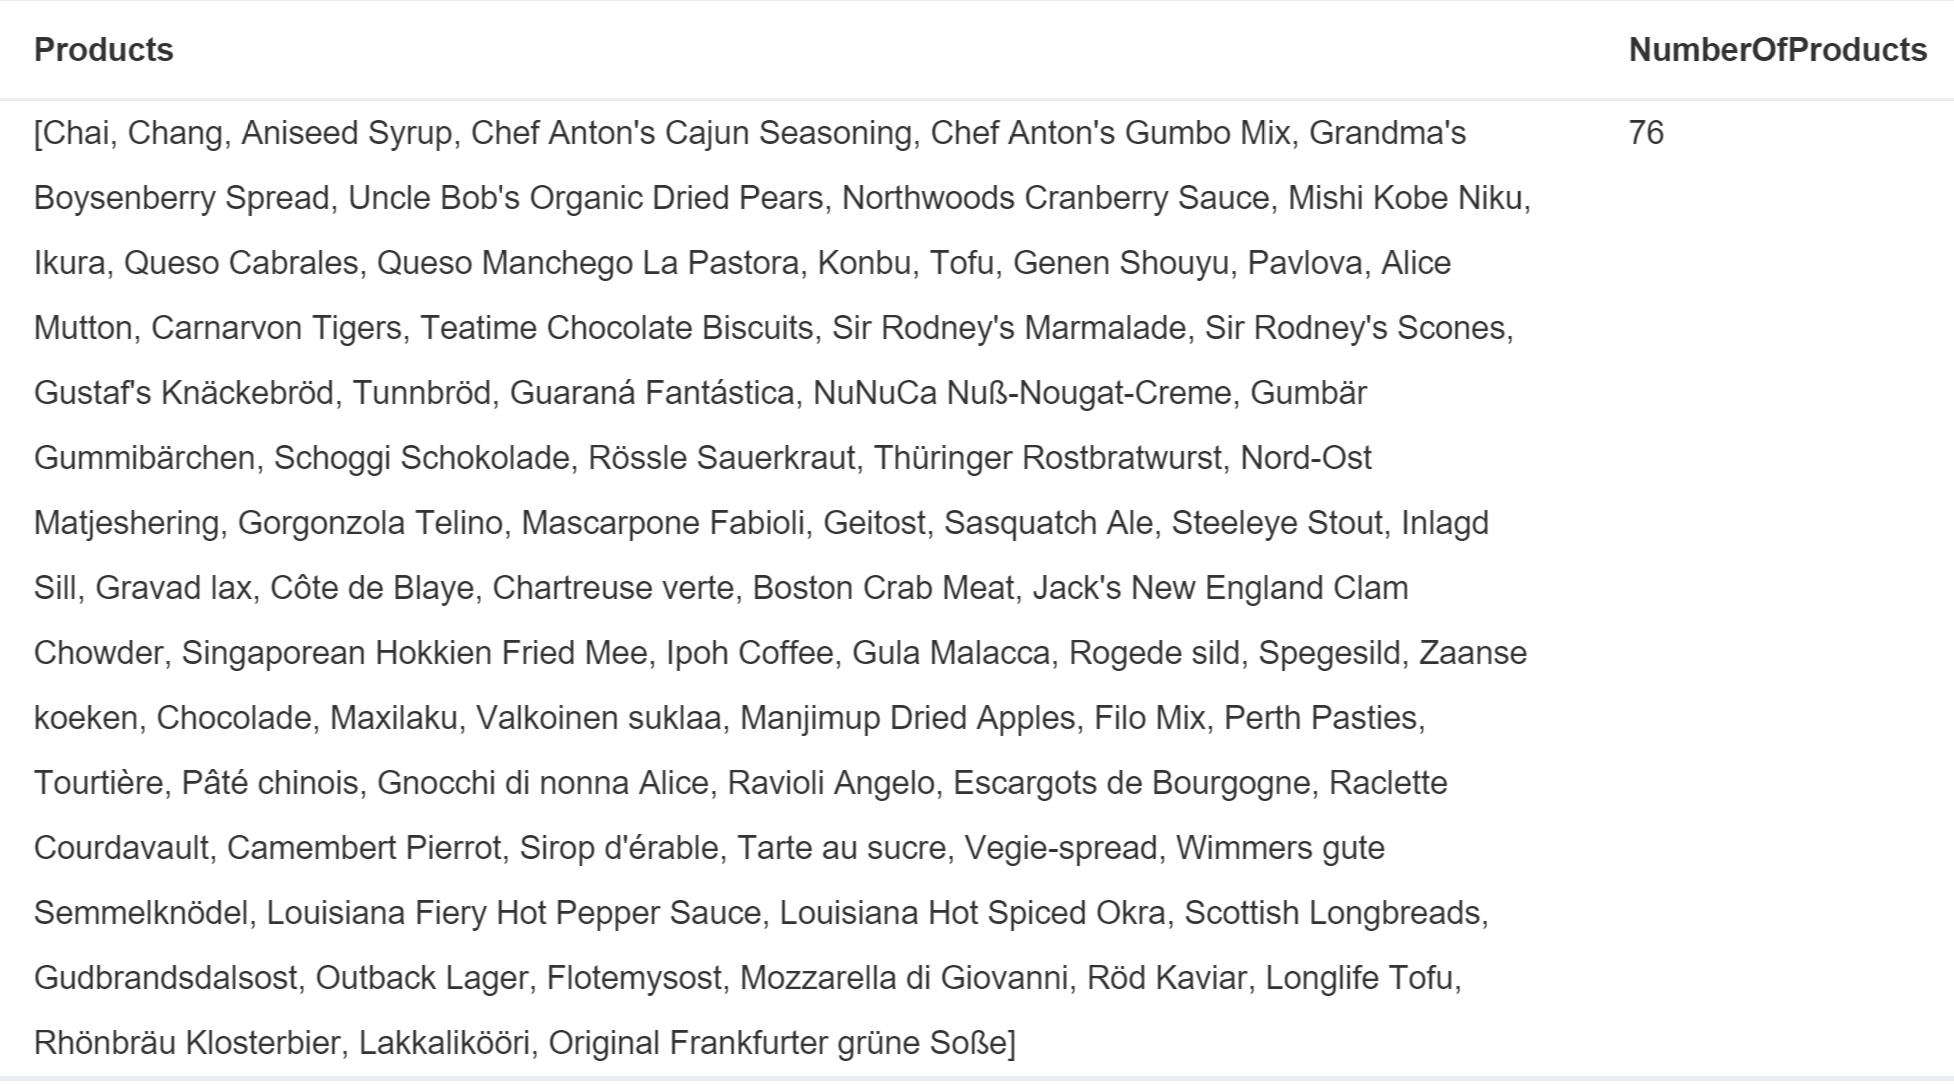 Products NumberOfProducts
[Chai, Chang, Aniseed Syrup, Chef Anton's Cajun Seasoning, Chef Anton's Gumbo Mix, Grandma's 76
Boysenberry Spread, Uncle Bob's Organic Dried Pears, Northwoods Cranberry Sauce, Mishi Kobe Niku,
Ikura, Queso Cabrales, Queso Manchego La Pastora, Konbu, Tofu, Genen Shouyu, Pavlova, Alice
Mutton, Carnarvon Tigers, Teatime Chocolate Biscuits, Sir Rodney's Marmalade, Sir Rodney's Scones,
Gustaf's Knäckebröd, Tunnbröd, Guaraná Fantástica, NuNuCa Nuß-Nougat-Creme, Gumbär
Gummibärchen, Schoggi Schokolade, Rössle Sauerkraut, Thüringer Rostbratwurst, Nord-Ost
Matjeshering, Gorgonzola Telino, Mascarpone Fabioli, Geitost, Sasquatch Ale, Steeleye Stout, Inlagd
Sill, Gravad lax, Côte de Blaye, Chartreuse verte, Boston Crab Meat, Jack's New England Clam
Chowder, Singaporean Hokkien Fried Mee, Ipoh Coffee, Gula Malacca, Rogede sild, Spegesild, Zaanse
koeken, Chocolade, Maxilaku, Valkoinen suklaa, Manjimup Dried Apples, Filo Mix, Perth Pasties,
Tourtière, Pâté chinois, Gnocchi di nonna Alice, Ravioli Angelo, Escargots de Bourgogne, Raclette
Courdavault, Camembert Pierrot, Sirop d'érable, Tarte au sucre, Vegie-spread, Wimmers gute
Semmelknödel, Louisiana Fiery Hot Pepper Sauce, Louisiana Hot Spiced Okra, Scottish Longbreads,
Gudbrandsdalsost, Outback Lager, Flotemysost, Mozzarella di Giovanni, Röd Kaviar, Longlife Tofu,
Rhönbräu Klosterbier, Lakkalikööri, Original Frankfurter grüne Soße]